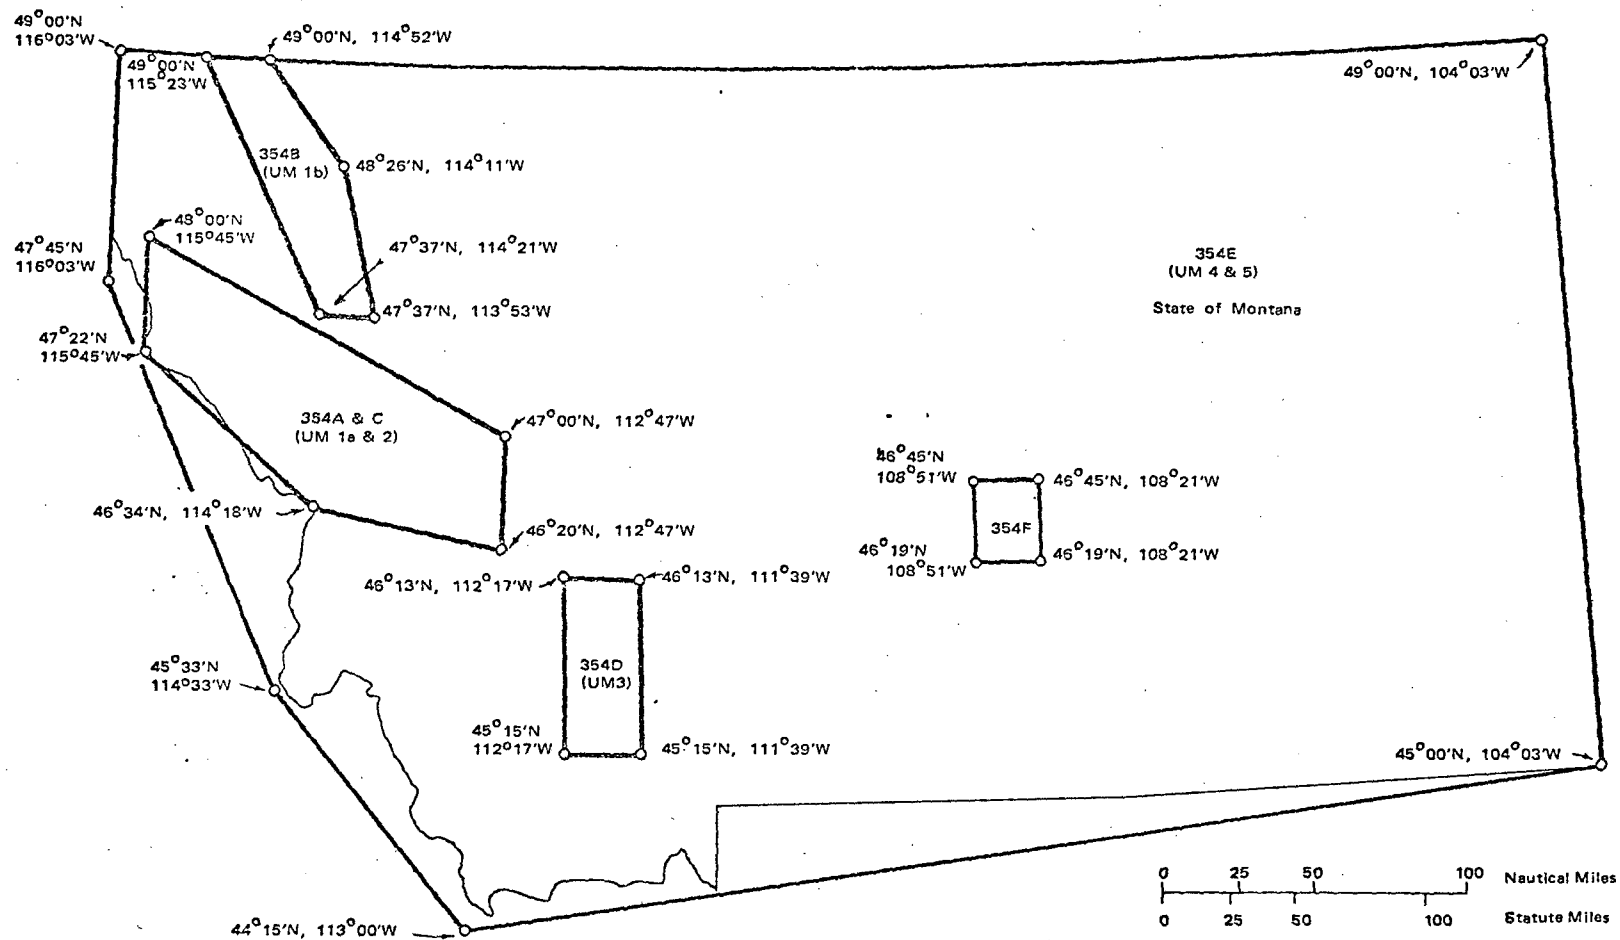 49°00'N
116°03'W
49°00'N, 114°52'W
49°00'N
115°23'W
49°00'N, 104°03'W
354B
(UM 1b)
48°26'N, 114°11'W
48°00'N
115°45'W
47°45'N
116°03'W
47°37'N, 114°21'W
47°37'N, 113°53'W
354E
(UM 4 & 5)
State of Montana
47°22'N
115°45'W
354A & C
(UM 1a & 2)
47°00'N, 112°47'W
46°45'N
108°51'W
46°45'N, 108°21'W
46°34'N, 114°18'W
46°20'N, 112°47'W
354F
46°19'N
108°51'W
46°19'N, 108°21'W
46°13'N, 112°17'W
46°13'N, 111°39'W
354D
(UM3)
45°33'N
114°33'W
45°15'N
112°17'W
45°15'N, 111°39'W
45°00'N, 104°03'W
44°15'N, 113°00'W
0 25 50 100 Nautical Miles
0 25 50 100 Statute Miles